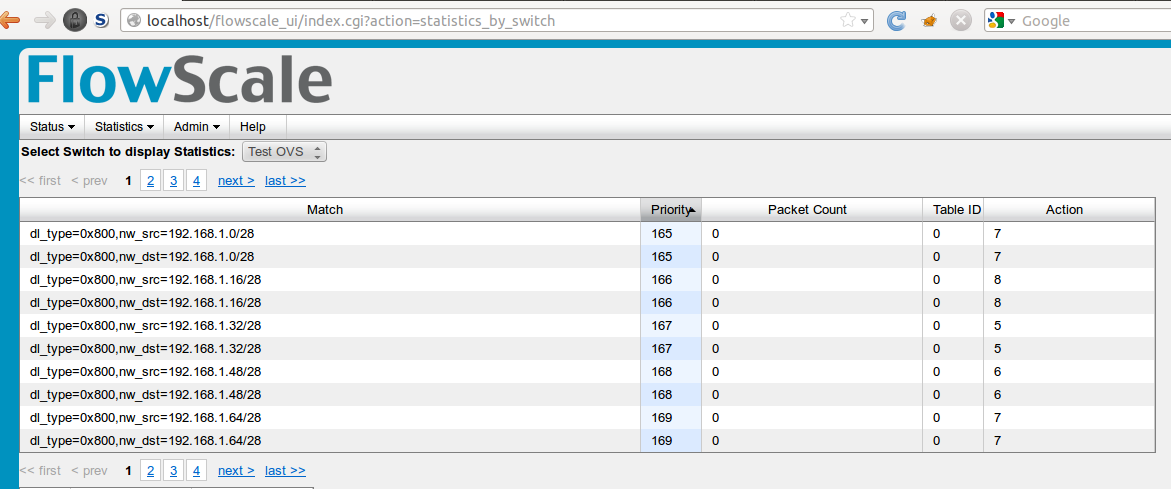 localhost/flowscale_ui/index.cgi?action=statistics_by_switch Google
FlowScale
Status Statistics Admin Help
Select Switch to display Statistics: Test OVS
<< first < prev 1 2 3 4 next > last >>
Match Priority Packet Count Table ID Action
dl_type=0x800,nw_src=192.168.1.0/28 165 0 0 7
dl_type=0x800,nw_dst=192.168.1.0/28 165 0 0 7
dl_type=0x800,nw_src=192.168.1.16/28 166 0 0 8
dl_type=0x800,nw_dst=192.168.1.16/28 166 0 0 8
dl_type=0x800,nw_src=192.168.1.32/28 167 0 0 5
dl_type=0x800,nw_dst=192.168.1.32/28 167 0 0 5
dl_type=0x800,nw_src=192.168.1.48/28 168 0 0 6
dl_type=0x800,nw_dst=192.168.1.48/28 168 0 0 6
dl_type=0x800,nw_src=192.168.1.64/28 169 0 0 7
dl_type=0x800,nw_dst=192.168.1.64/28 169 0 0 7
<< first < prev 1 2 3 4 next > last >>